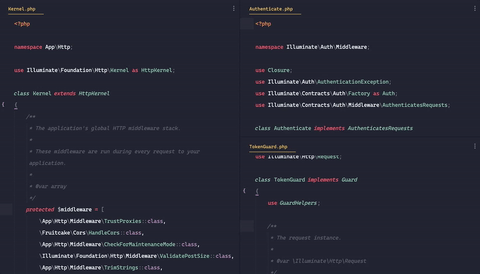 Kernel.php
<?php
namespace App\Http;
use Illuminate\Foundation\Http\Kernel as HttpKernel;
class Kernel extends HttpKernel
{
/**
* The application's global HTTP middleware stack.
*
* These middleware are run during every request to your
application.
*
* @var array
*/
protected $middleware = [
\App\Http\Middleware\TrustProxies::class,
\Fruitcake\Cors\HandleCors::class,
\App\Http\Middleware\CheckForMaintenanceMode::class,
\Illuminate\Foundation\Http\Middleware\ValidatePostSize::class,
\App\Http\Middleware\TrimStrings::class,
Authenticate.php
<?php
namespace Illuminate\Auth\Middleware;
use Closure;
use Illuminate\Auth\AuthenticationException;
use Illuminate\Contracts\Auth\Factory as Auth;
use Illuminate\Contracts\Auth\Middleware\AuthenticatesRequests;
class Authenticate implements AuthenticatesRequests
TokenGuard.php
use Illuminate\Http\Request;
class TokenGuard implements Guard
{
use GuardHelpers;
/**
* The request instance.
*
* @var \Illuminate\Http\Request
*/